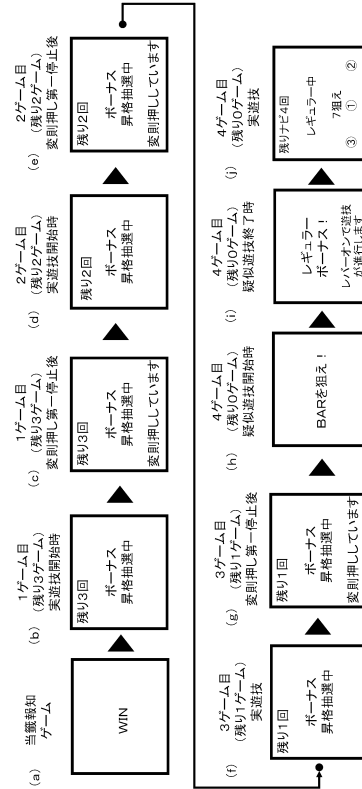 (a)
当籤報知
ゲーム
WIN
(b)
1ゲーム目
(残り3ゲーム)
実遊技開始時
残り3回
ボーナス
昇格抽選中
(c)
1ゲーム目
(残り3ゲーム)
変則押し第一停止後
残り3回
ボーナス
昇格抽選中
変則押ししています
(d)
2ゲーム目
(残り2ゲーム)
実遊技開始時
残り2回
ボーナス
昇格抽選中
(e)
2ゲーム目
(残り2ゲーム)
変則押し第一停止後
残り2回
ボーナス
昇格抽選中
変則押ししています
(f)
3ゲーム目
(残り1ゲーム)
実遊技
残り1回
ボーナス
昇格抽選中
(g)
3ゲーム目
(残り1ゲーム)
変則押し第一停止後
残り1回
ボーナス
昇格抽選中
変則押ししています
(h)
4ゲーム目
(残り0ゲーム)
疑似遊技開始時
BARを狙え!
(i)
4ゲーム目
(残り0ゲーム)
疑似遊技終了時
レギュラー
ボーナス!
レバーオンで遊技
が進行します
(j)
4ゲーム目
(残り0ゲーム)
実遊技
残りナビ4回
レギュラー中
7狙え
③ ① ②